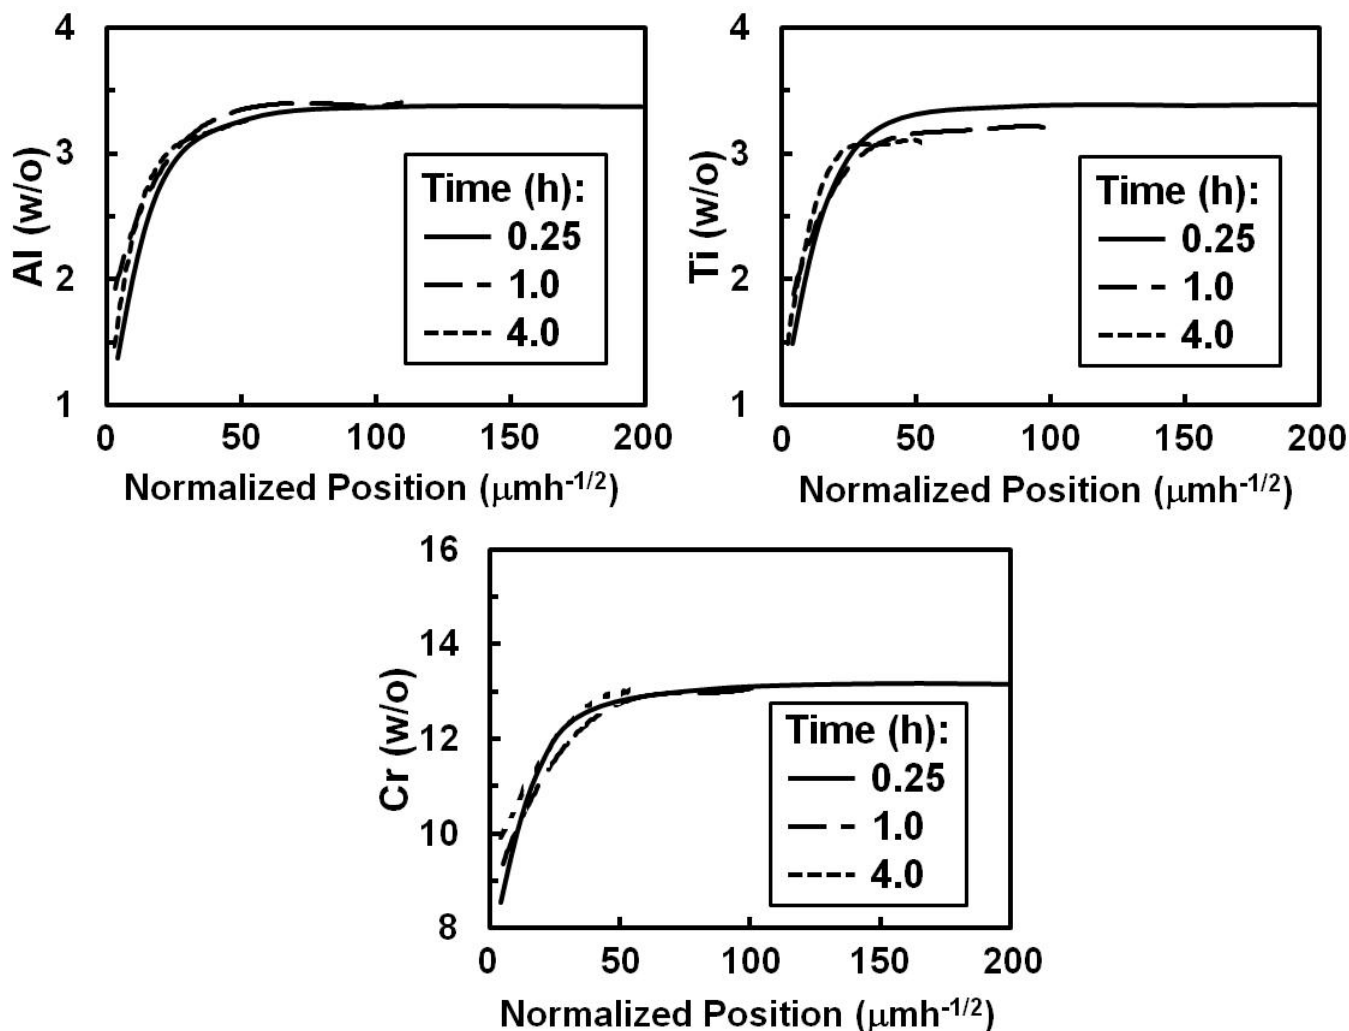 4
3
2
1
Al (w/o)
Time (h):
0.25
1.0
4.0
0 50 100 150 200
Normalized Position (μmh-1/2)
4
3
2
1
Ti (w/o)
Time (h):
0.25
1.0
4.0
0 50 100 150 200
Normalized Position (μmh-1/2)
16
14
12
10
8
Cr (w/o)
Time (h):
0.25
1.0
4.0
0 50 100 150 200
Normalized Position (μmh-1/2)